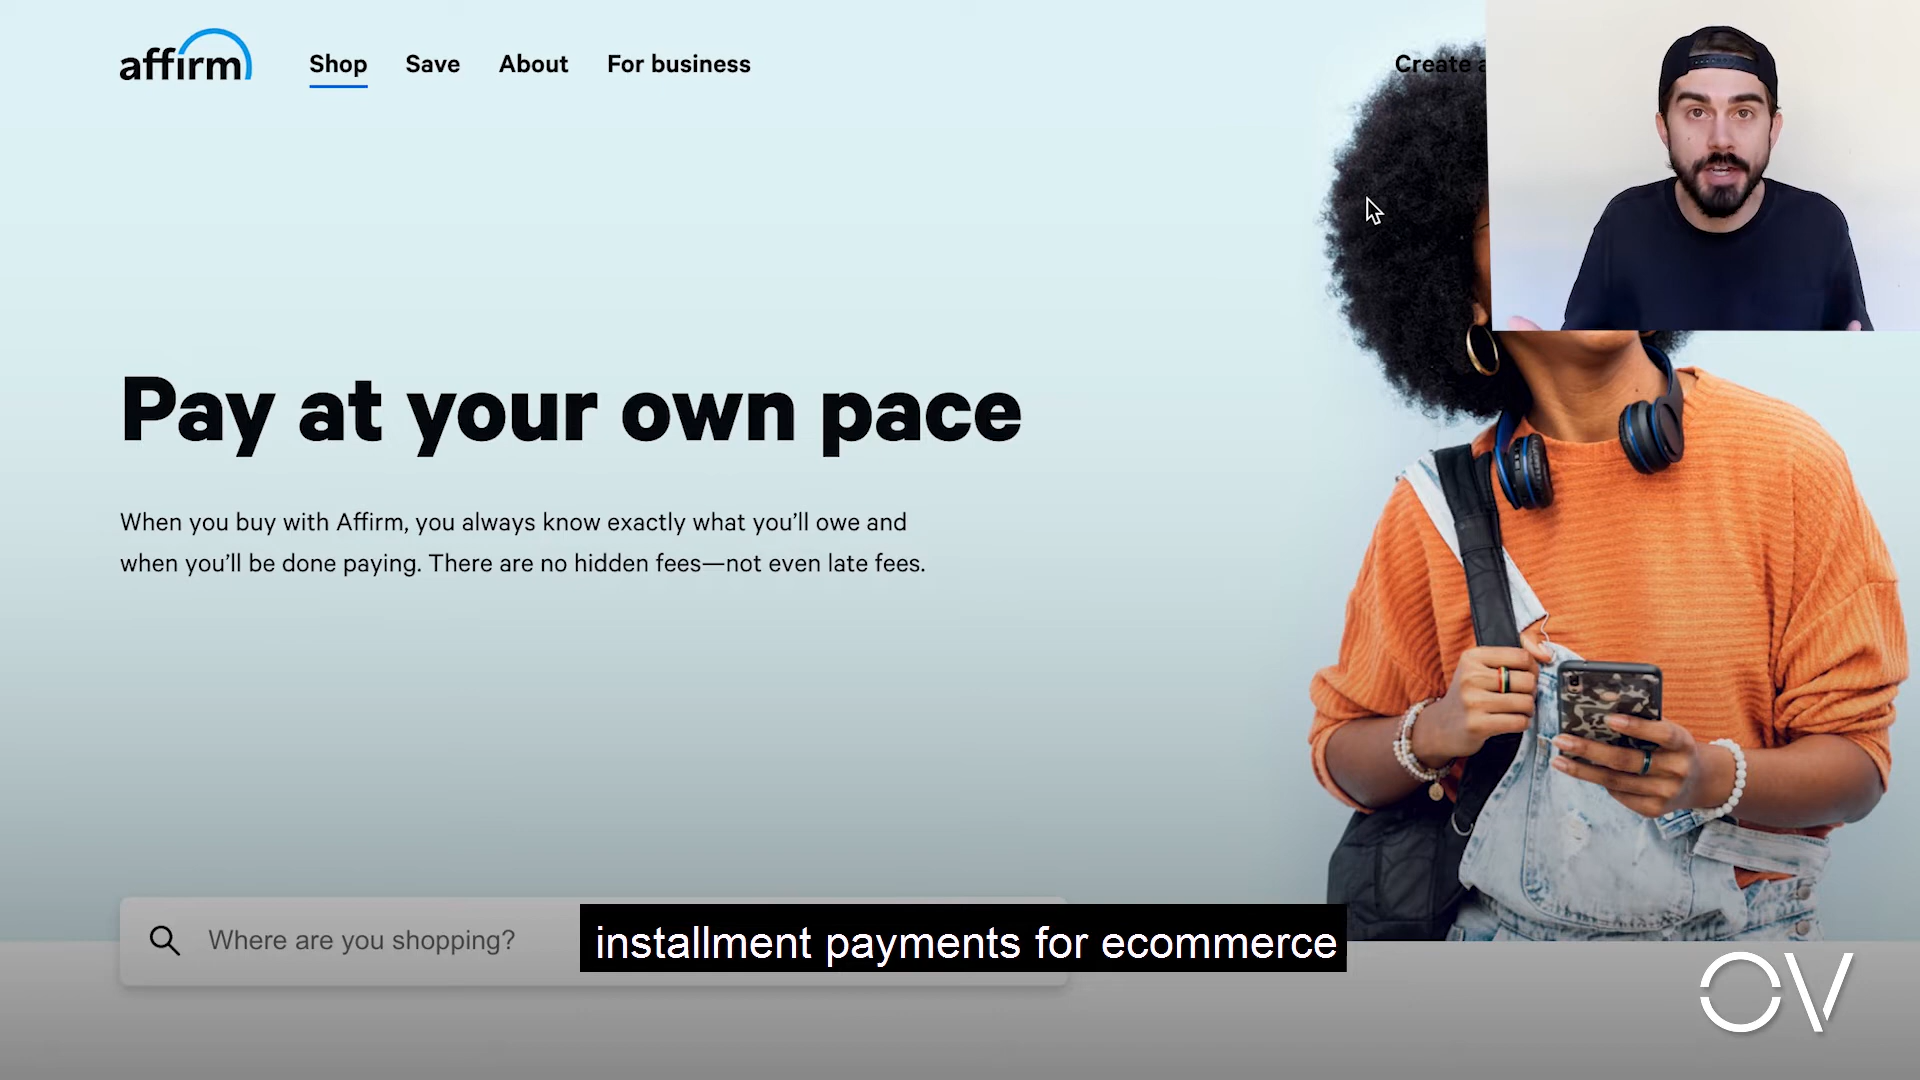 affirm
Shop Save About For business
Create
Pay at your own pace
When you buy with Affirm, you always know exactly what you'll owe and
when you'll be done paying. There are no hidden fees—not even late fees.
Where are you shopping?
installment payments for ecommerce
OV